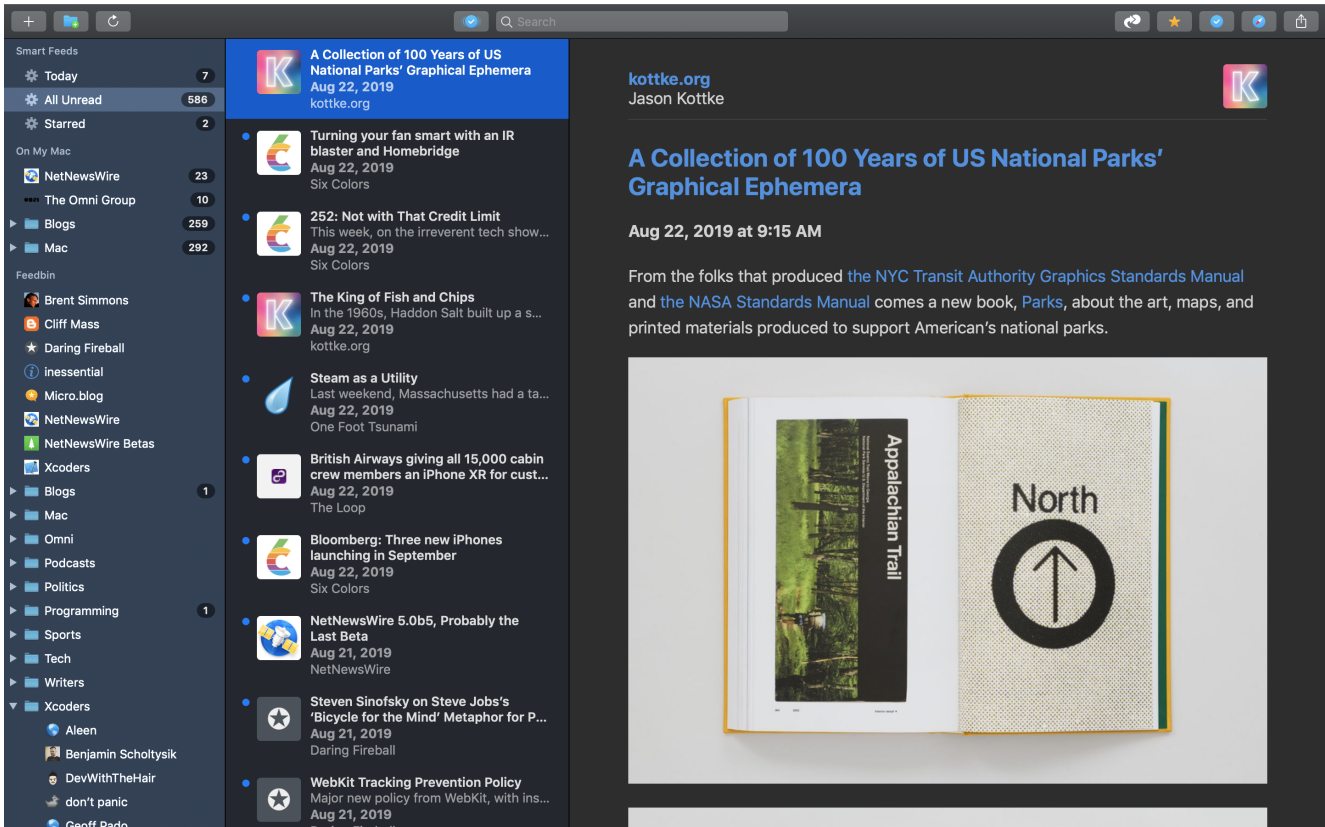 Search
Smart Feeds
Today 7
All Unread 586
Starred 2
On My Mac
NetNewsWire 23
The Omni Group 10
Blogs 259
Mac 292
Feedbin
Brent Simmons
Cliff Mass
Daring Fireball
inessential
Micro.blog
NetNewsWire
NetNewsWire Betas
Xcoders
Blogs 1
Mac
Omni
Podcasts
Politics
Programming 1
Sports
Tech
Writers
Xcoders
Aleen
Benjamin Scholtysik
DevWithTheHair
don't panic
Geoff Pado
A Collection of 100 Years of US
National Parks' Graphical Ephemera
Aug 22, 2019
kottke.org
Turning your fan smart with an IR
blaster and Homebridge
Aug 22, 2019
Six Colors
252: Not with That Credit Limit
This week, on the irreverent tech show...
Aug 22, 2019
Six Colors
The King of Fish and Chips
In the 1960s, Haddon Salt built up a s...
Aug 22, 2019
kottke.org
Steam as a Utility
Last weekend, Massachusetts had a ta...
Aug 22, 2019
One Foot Tsunami
British Airways giving all 15,000 cabin
crew members an iPhone XR for cust...
Aug 22, 2019
The Loop
Bloomberg: Three new iPhones
launching in September
Aug 22, 2019
Six Colors
NetNewsWire 5.0b5, Probably the
Last Beta
Aug 21, 2019
NetNewsWire
Steven Sinofsky on Steve Jobs's
'Bicycle for the Mind' Metaphor for P...
Aug 21, 2019
Daring Fireball
WebKit Tracking Prevention Policy
Major new policy from WebKit, with ins...
Aug 21, 2019
Daring Fireball
kottke.org
Jason Kottke
K
A Collection of 100 Years of US National Parks'
Graphical Ephemera
Aug 22, 2019 at 9:15 AM
From the folks that produced the NYC Transit Authority Graphics Standards Manual
and the NASA Standards Manual comes a new book, Parks, about the art, maps, and
printed materials produced to support American's national parks.
Appalachian Trail
North